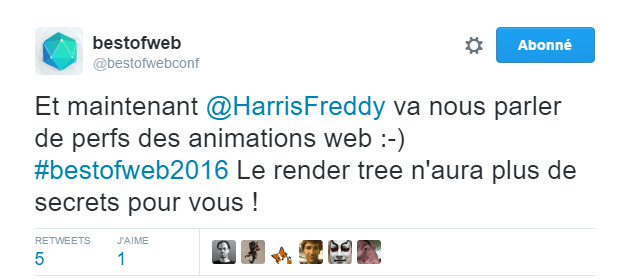 bestofweb
@bestofwebconf
Abonné
Et maintenant @HarrisFreddy va nous parler
de perfs des animations web :-)
#bestofweb2016 Le render tree n'aura plus de
secrets pour vous !
RETWEETS
5
J'AIME
1